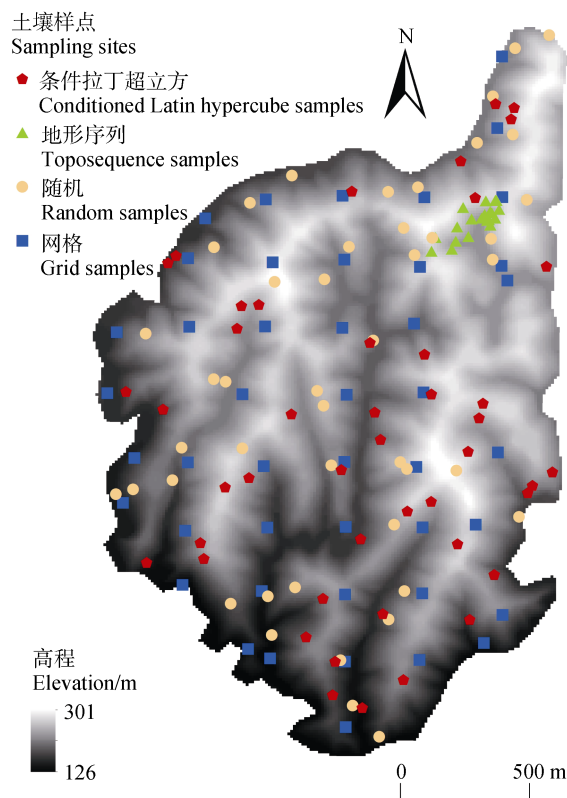 土壤样点
Sampling sites
条件拉丁超立方
Conditioned Latin hypercube samples
地形序列
Toposequence samples
随机
Random samples
网格
Grid samples
N
高程
Elevation/m
301
126
0 500 m